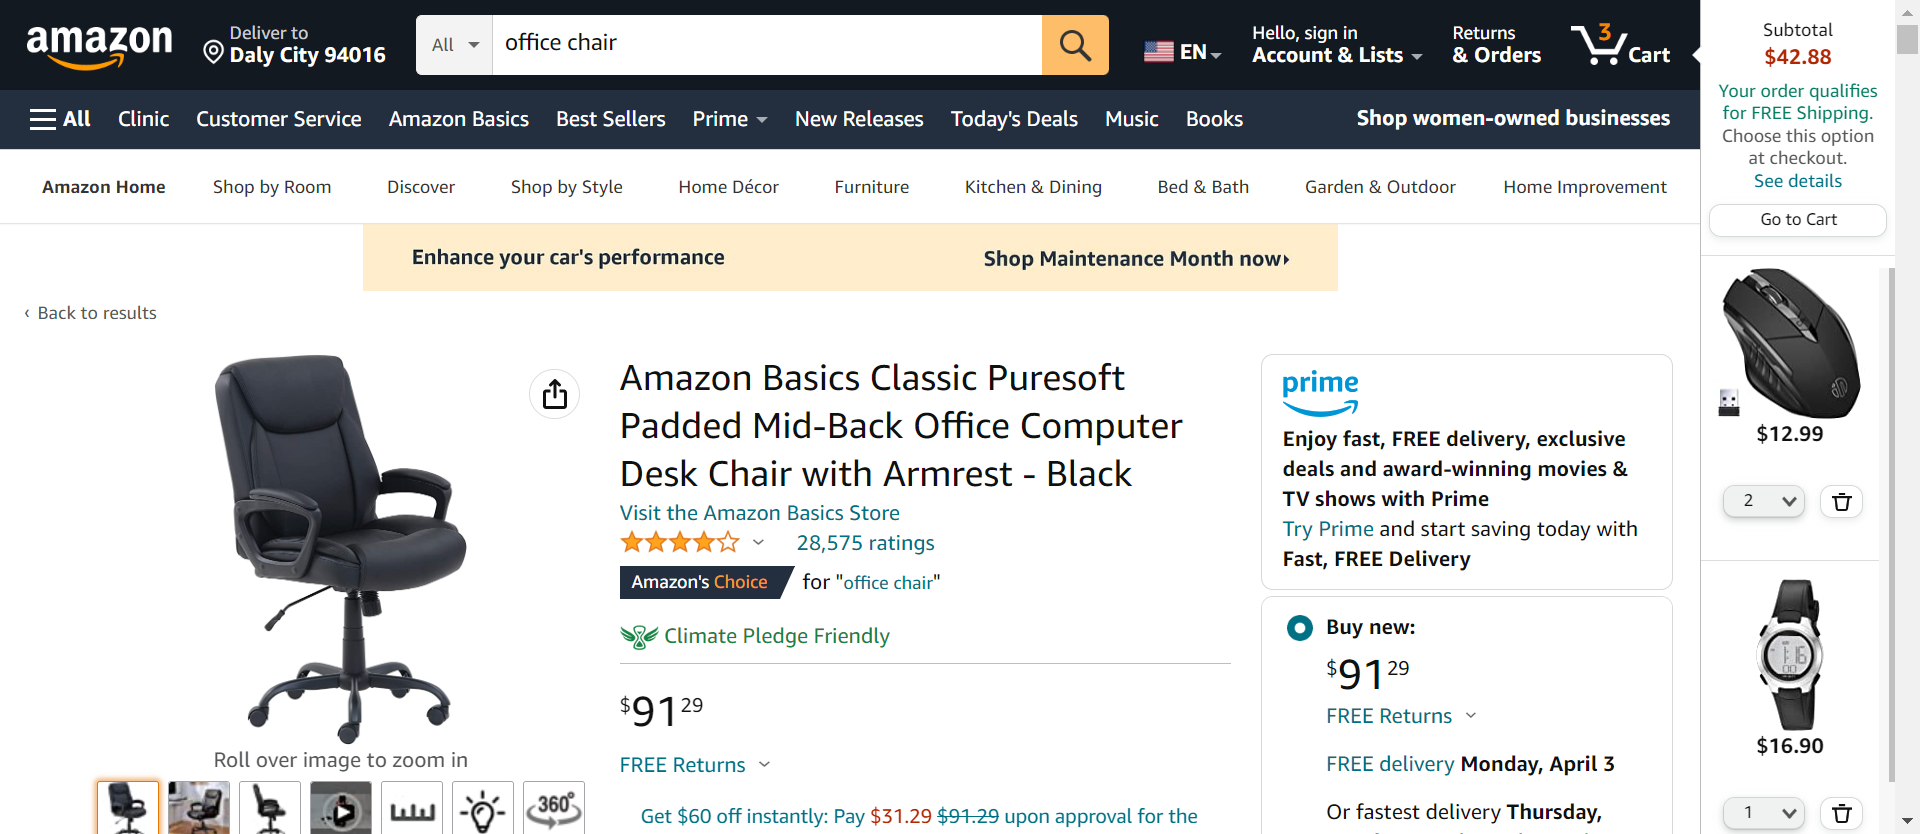 amazon
Deliver to
Daly City 94016
All
office chair
EN
Hello, sign in
Account & Lists
Returns
& Orders
3
Cart
All
Clinic
Customer Service
Amazon Basics
Best Sellers
Prime
New Releases
Today's Deals
Music
Books
Shop women-owned businesses
Amazon Home
Shop by Room
Discover
Shop by Style
Home Décor
Furniture
Kitchen & Dining
Bed & Bath
Garden & Outdoor
Home Improvement
Enhance your car's performance
Shop Maintenance Month now
‹ Back to results
Roll over image to zoom in
360°
Amazon Basics Classic Puresoft
Padded Mid-Back Office Computer
Desk Chair with Armrest - Black
Visit the Amazon Basics Store
28,575 ratings
Amazon's Choice for "office chair"
Climate Pledge Friendly
$91 29
FREE Returns
Get $60 off instantly: Pay $31.29 $91.29 upon approval for the
prime
Enjoy fast, FREE delivery, exclusive
deals and award-winning movies &
TV shows with Prime
Try Prime and start saving today with
Fast, FREE Delivery
Buy new:
$91 29
FREE Returns
FREE delivery Monday, April 3
Or fastest delivery Thursday,
Subtotal
$42.88
Your order qualifies
for FREE Shipping.
Choose this option
at checkout.
See details
Go to Cart
$12.99
2
1:16
$16.90
1